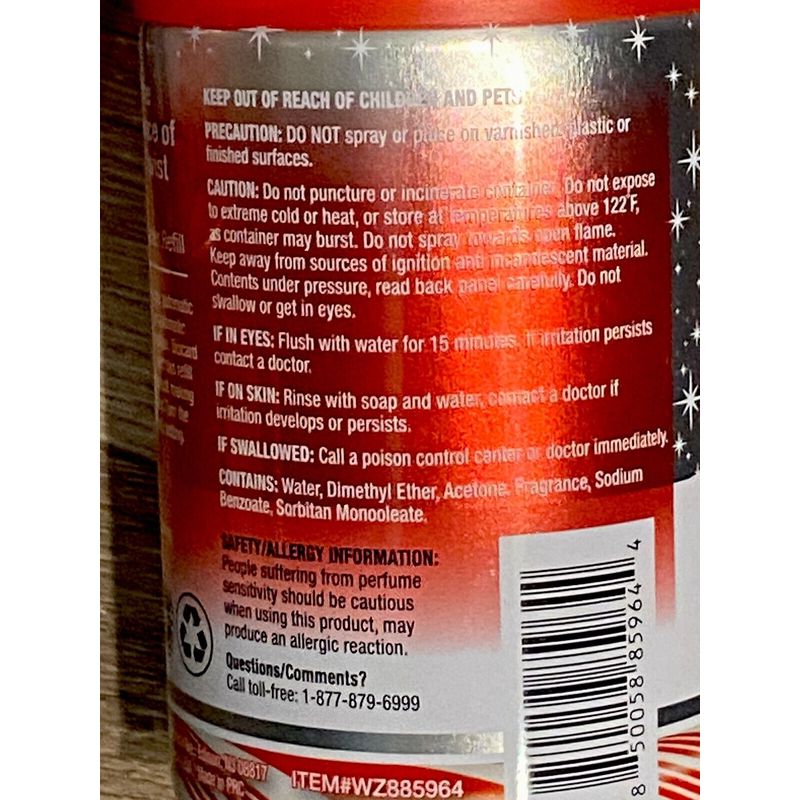 KEEP OUT OF REACH OF CHILDREN AND PETS
PRECAUTION: DO NOT spray or place on varnished, plastic or
finished surfaces.
CAUTION: Do not puncture or incinerate container. Do not expose
to extreme cold or heat, or store at temperatures above 122°F,
as container may burst. Do not spray towards open flame.
Keep away from sources of ignition and incandescent material.
Contents under pressure, read back panel carefully. Do not
swallow or get in eyes.
IF IN EYES: Flush with water for 15 minutes. If irritation persists
contact a doctor.
IF ON SKIN: Rinse with soap and water, contact a doctor if
irritation develops or persists.
IF SWALLOWED: Call a poison control center or doctor immediately.
CONTAINS: Water, Dimethyl Ether, Acetone, Fragrance, Sodium
Benzoate, Sorbitan Monooleate.
SAFETY/ALLERGY INFORMATION:
People suffering from perfume
sensitivity should be cautious
when using this product, may
produce an allergic reaction.
Questions/Comments?
Call toll-free: 1-877-879-6999
NJ 08817
Made in PRC
ITEM#WZ885964
8 50058 85964 4
of
Refill